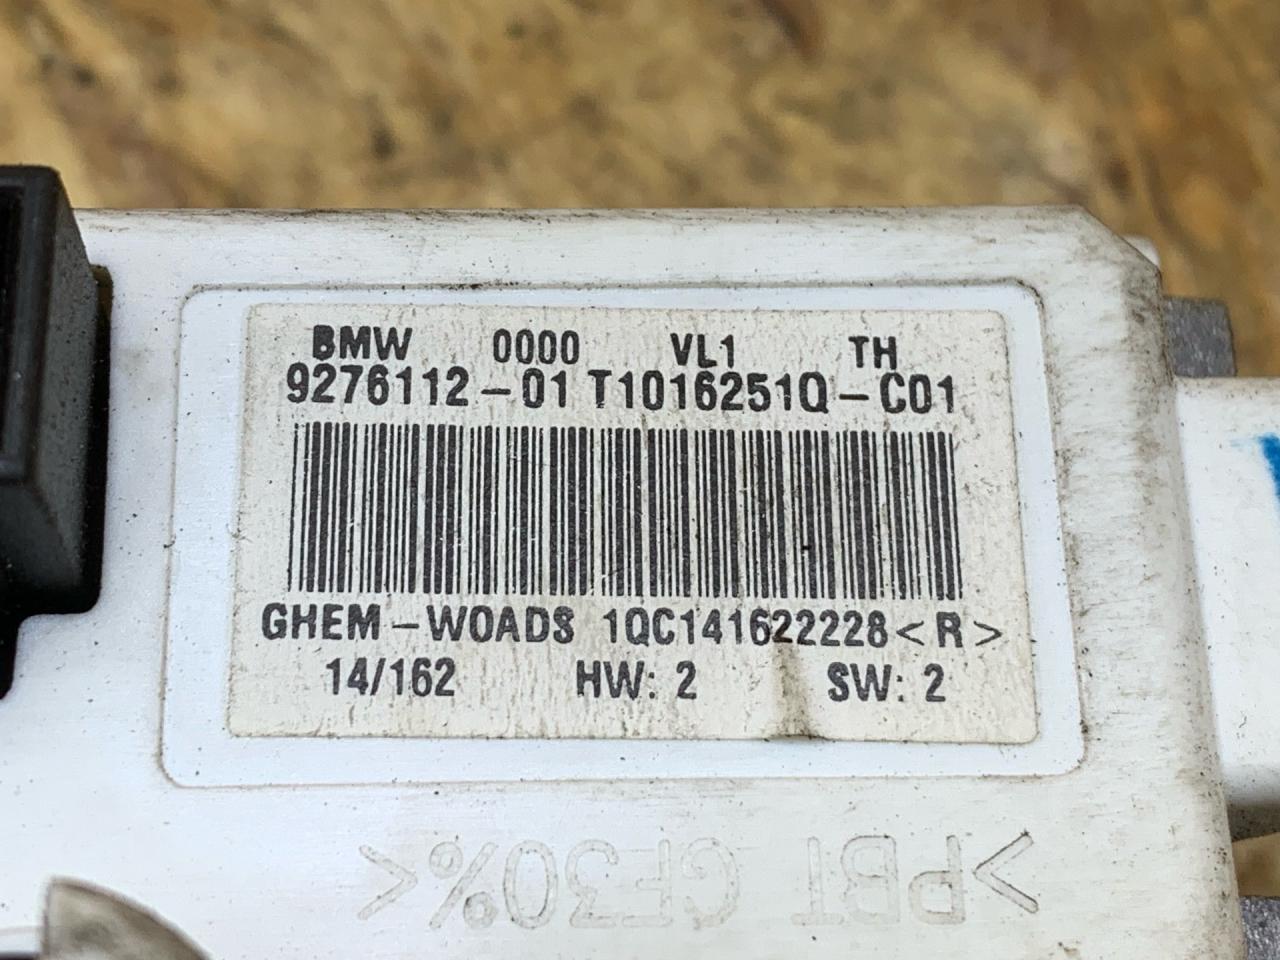 BMW 0000 VL1 TH
9276112-01 T1016251Q-C01
GHEM-WOADS 1QC141622228<R>
14/162 HW: 2 SW: 2
>PBT GF30%<